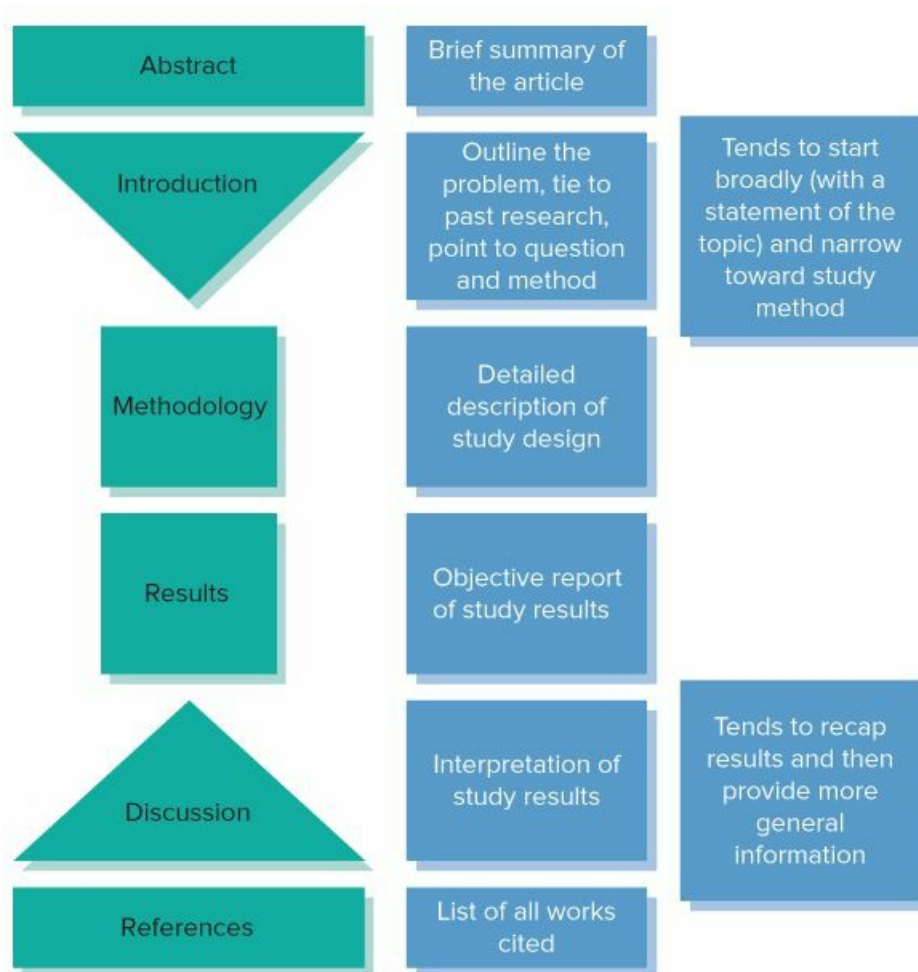 Abstract
Brief summary of
the article
Introduction
Outline the
problem, tie to
past research,
point to question
and method
Tends to start
broadly (with a
statement of the
topic) and narrow
toward study
method
Methodology
Detailed
description of
study design
Results
Objective report
of study results
Discussion
Interpretation of
study results
Tends to recap
results and then
provide more
general
information
References
List of all works
cited